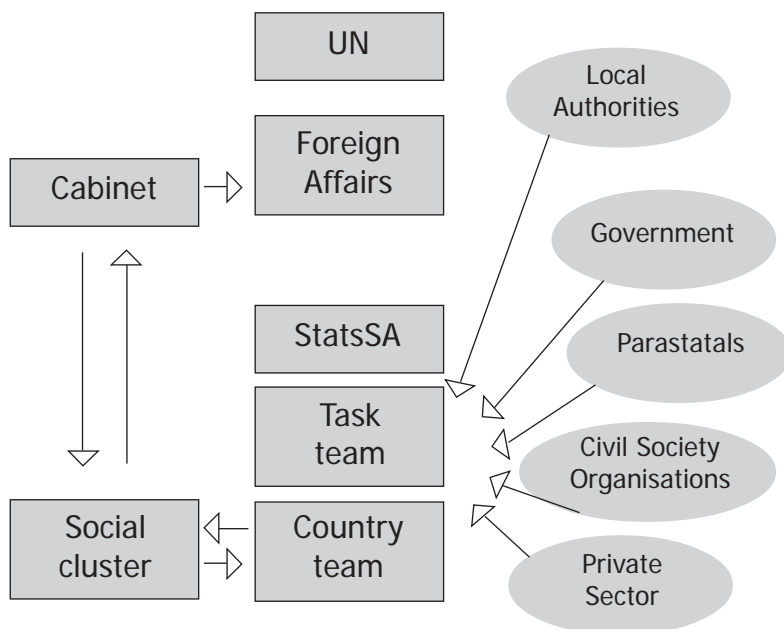 UN
Local
Authorities
Foreign
Affairs
Cabinet
Government
StatsSA
Parastatals
Task
team
Civil Society
Organisations
Social
cluster
Country
team
Private
Sector